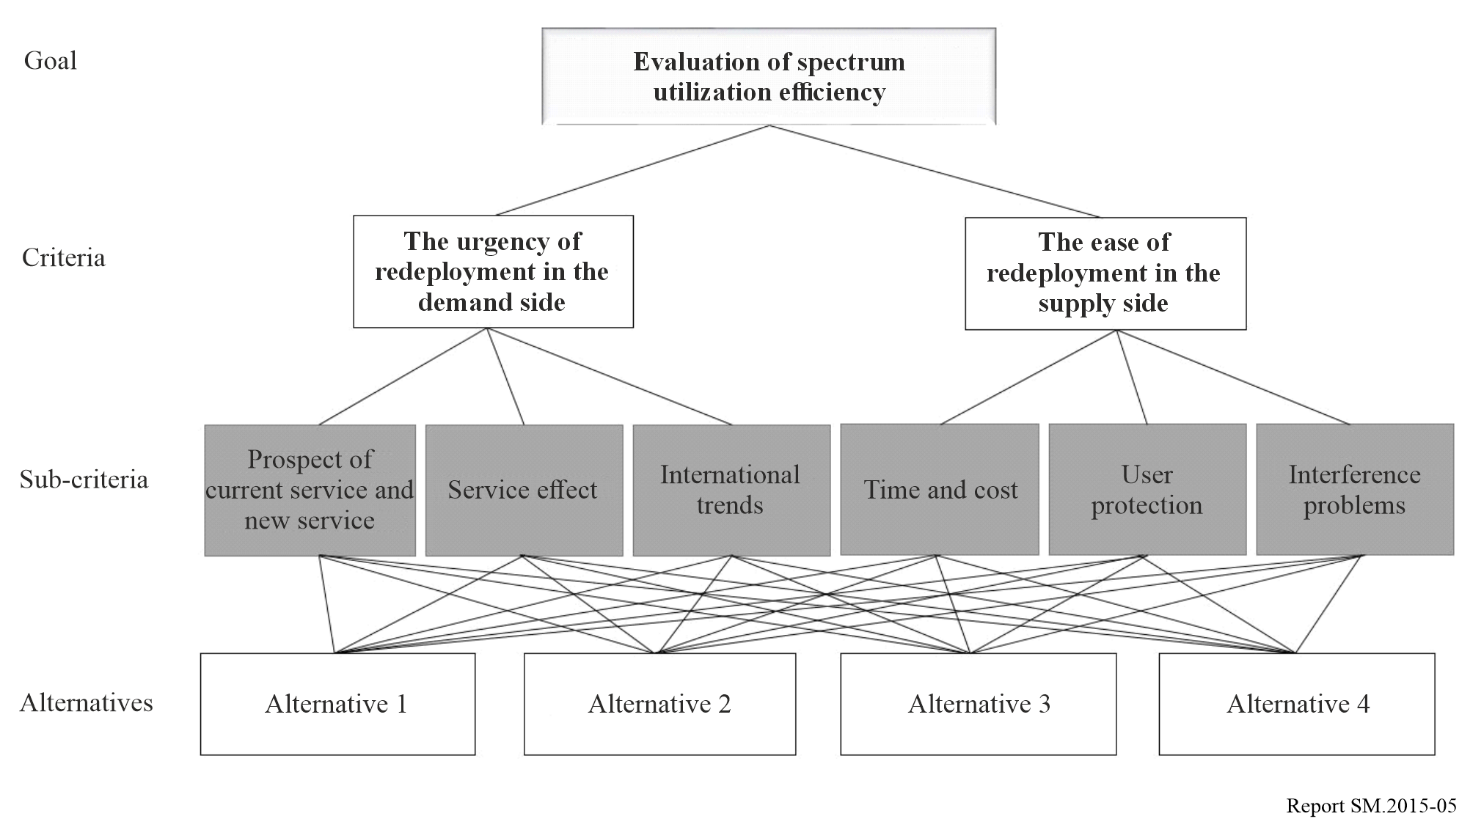 Goal
Evaluation of spectrum
utilization efficiency
Criteria
The urgency of
redeployment in the
demand side
The ease of
redeployment in the
supply side
Sub-criteria
Prospect of
current service and
new service
Service effect
International
trends
Time and cost
User
protection
Interference
problems
Alternatives
Alternative 1
Alternative 2
Alternative 3
Alternative 4
Report SM.2015-05